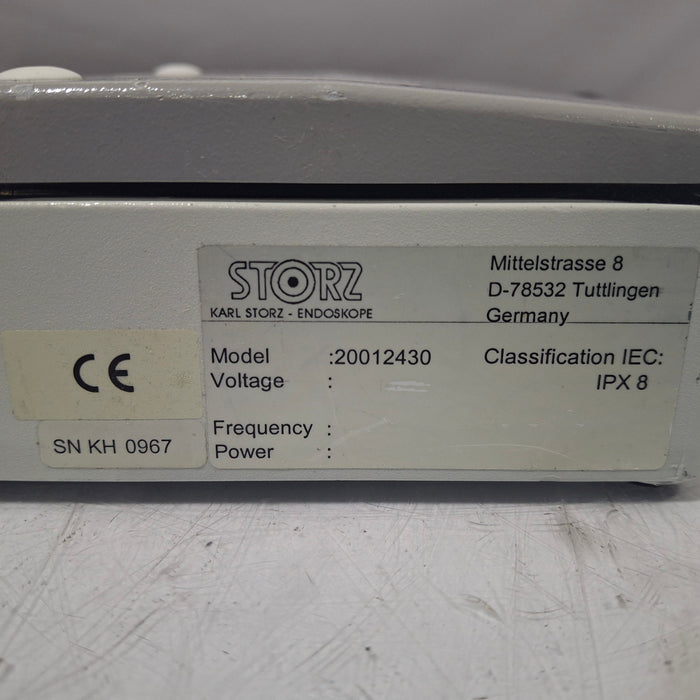 STORZ
KARL STORZ - ENDOSKOPE
Mittelstrasse 8
D-78532 Tuttlingen
Germany
Model :20012430
Voltage :
Frequency :
Power :
Classification IEC:
IPX 8
CE
SN KH 0967